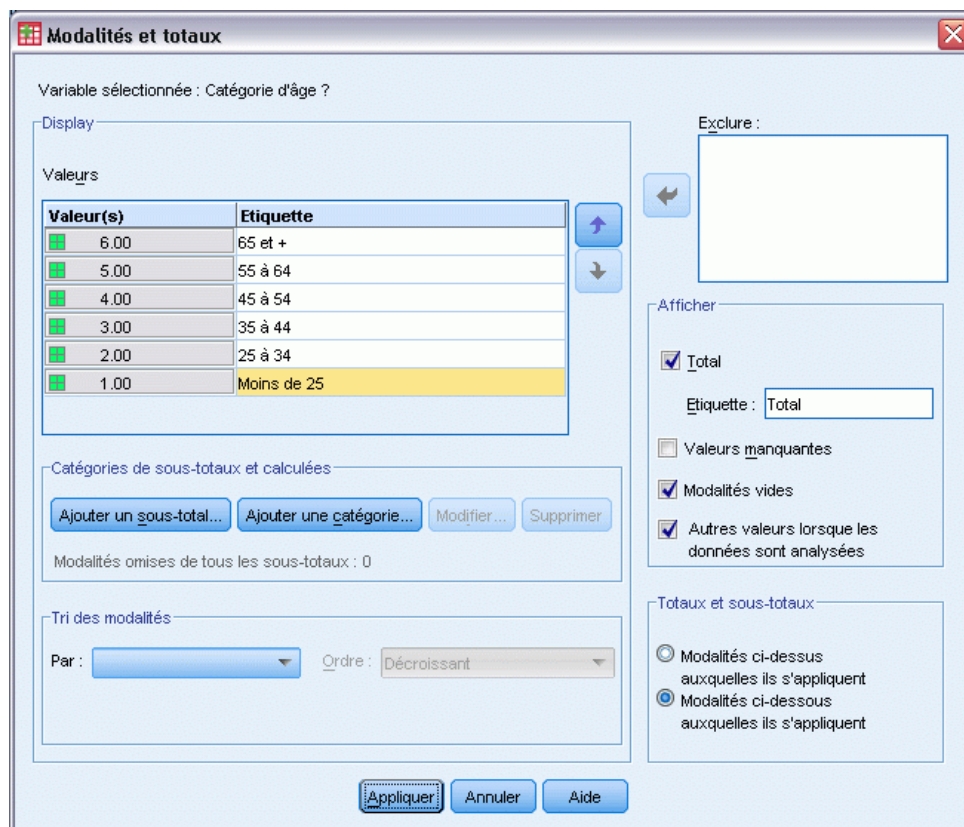 Modalités et totaux
Variable sélectionnée : Catégorie d'âge ?
Display
Valeurs
Valeur(s) Etiquette
6.00 65 et +
5.00 55 à 64
4.00 45 à 54
3.00 35 à 44
2.00 25 à 34
1.00 Moins de 25
Catégories de sous-totaux et calculées
Ajouter un sous-total... Ajouter une catégorie... Modifier... Supprimer
Modalités omises de tous les sous-totaux : 0
Tri des modalités
Par : Ordre : Décroissant
Exclure :
Afficher
Total
Etiquette : Total
Valeurs manquantes
Modalités vides
Autres valeurs lorsque les
données sont analysées
Totaux et sous-totaux
Modalités ci-dessus
auxquelles ils s'appliquent
Modalités ci-dessous
auxquelles ils s'appliquent
Appliquer Annuler Aide